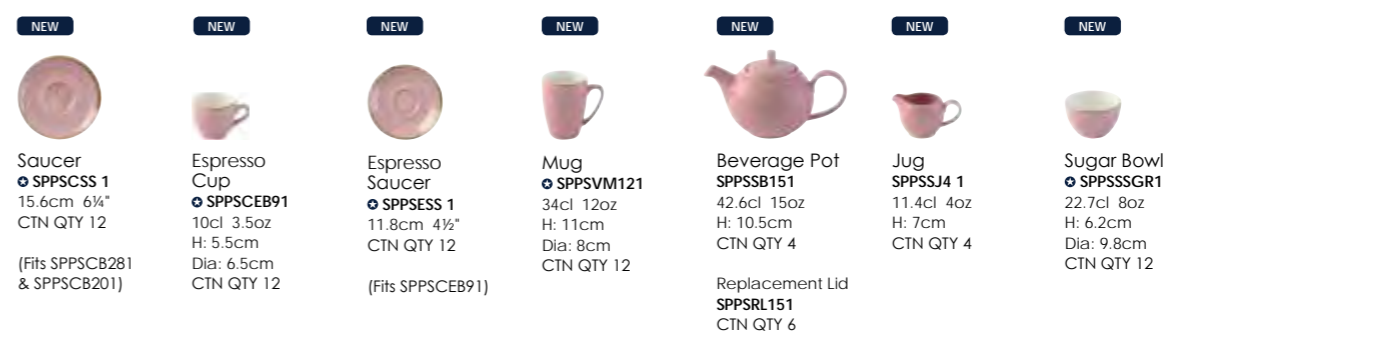 NEW
Saucer
✪ SPPSCSS 1
15.6cm 6¼"
CTN QTY 12
(Fits SPPSCB281
& SPPSCB201)
NEW
Espresso
Cup
✪ SPPSCEB91
10cl 3.5oz
H: 5.5cm
Dia: 6.5cm
CTN QTY 12
NEW
Espresso
Saucer
✪ SPPSESS 1
11.8cm 4½"
CTN QTY 12
(Fits SPPSCEB91)
NEW
Mug
✪ SPPSVM121
34cl 12oz
H: 11cm
Dia: 8cm
CTN QTY 12
NEW
Beverage Pot
SPPSSB151
42.6cl 15oz
H: 10.5cm
CTN QTY 4
Replacement Lid
SPPSRL151
CTN QTY 6
NEW
Jug
SPPSSJ4 1
11.4cl 4oz
H: 7cm
CTN QTY 4
NEW
Sugar Bowl
✪ SPPSSSGR1
22.7cl 8oz
H: 6.2cm
Dia: 9.8cm
CTN QTY 12